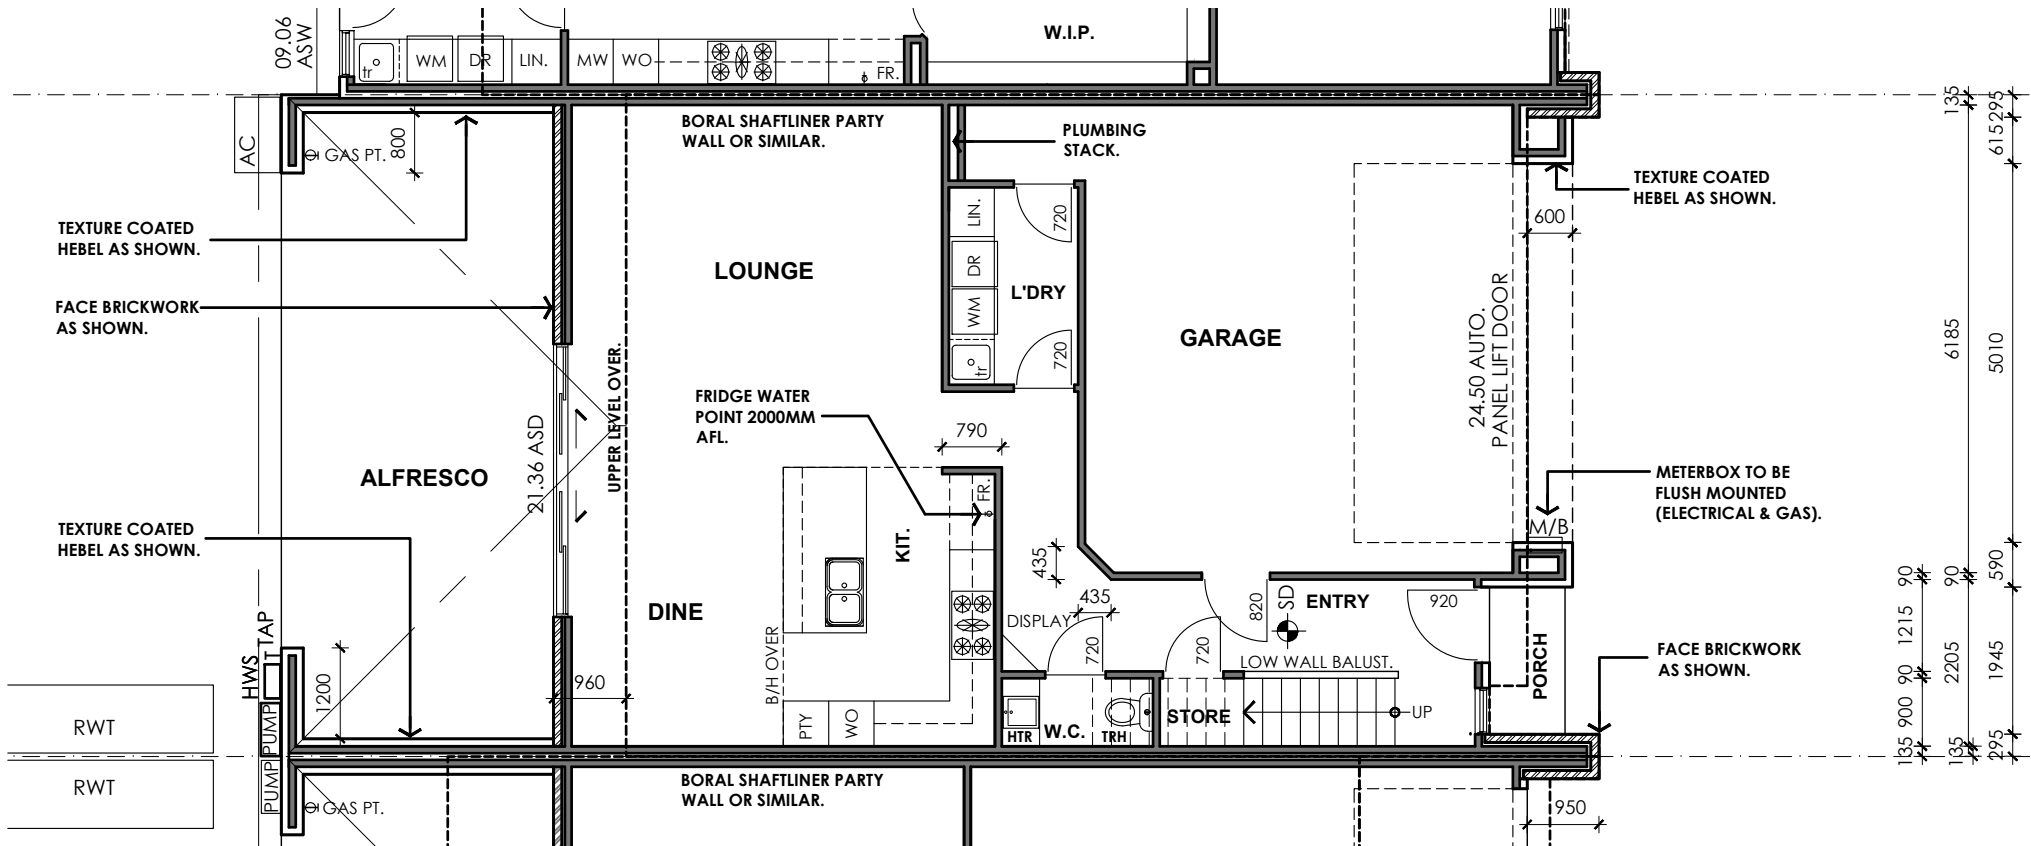 09.06
ASW
tr
WM
DR
LIN.
MW
WO
FR.
W.I.P.
AC
GAS PT.
800
BORAL SHAFTLINER PARTY
WALL OR SIMILAR.
PLUMBING
STACK.
TEXTURE COATED
HEBEL AS SHOWN.
135
295
615
600
TEXTURE COATED
HEBEL AS SHOWN.
FACE BRICKWORK
AS SHOWN.
LOUNGE
LIN.
DR
WM
tr
L'DRY
720
720
GARAGE
24.50 AUTO.
PANEL LIFT DOOR
6185
5010
UPPER LEVEL OVER.
21.36 ASD
FRIDGE WATER
POINT 2000MM
AFL.
790
ALFRESCO
FR.
KIT.
METERBOX TO BE
FLUSH MOUNTED
(ELECTRICAL & GAS).
M/B
TEXTURE COATED
HEBEL AS SHOWN.
435
435
DISPLAY
720
720
820
SD
ENTRY
920
590
90
90
1215
2205
1945
DINE
B/H OVER
LOW WALL BALUST.
PORCH
FACE BRICKWORK
AS SHOWN.
TAP
HWS
1200
960
PTY
WO
HTR
W.C.
TRH
STORE
UP
90
900
135
135
295
RWT
PUMP
RWT
PUMP
GAS PT.
BORAL SHAFTLINER PARTY
WALL OR SIMILAR.
950